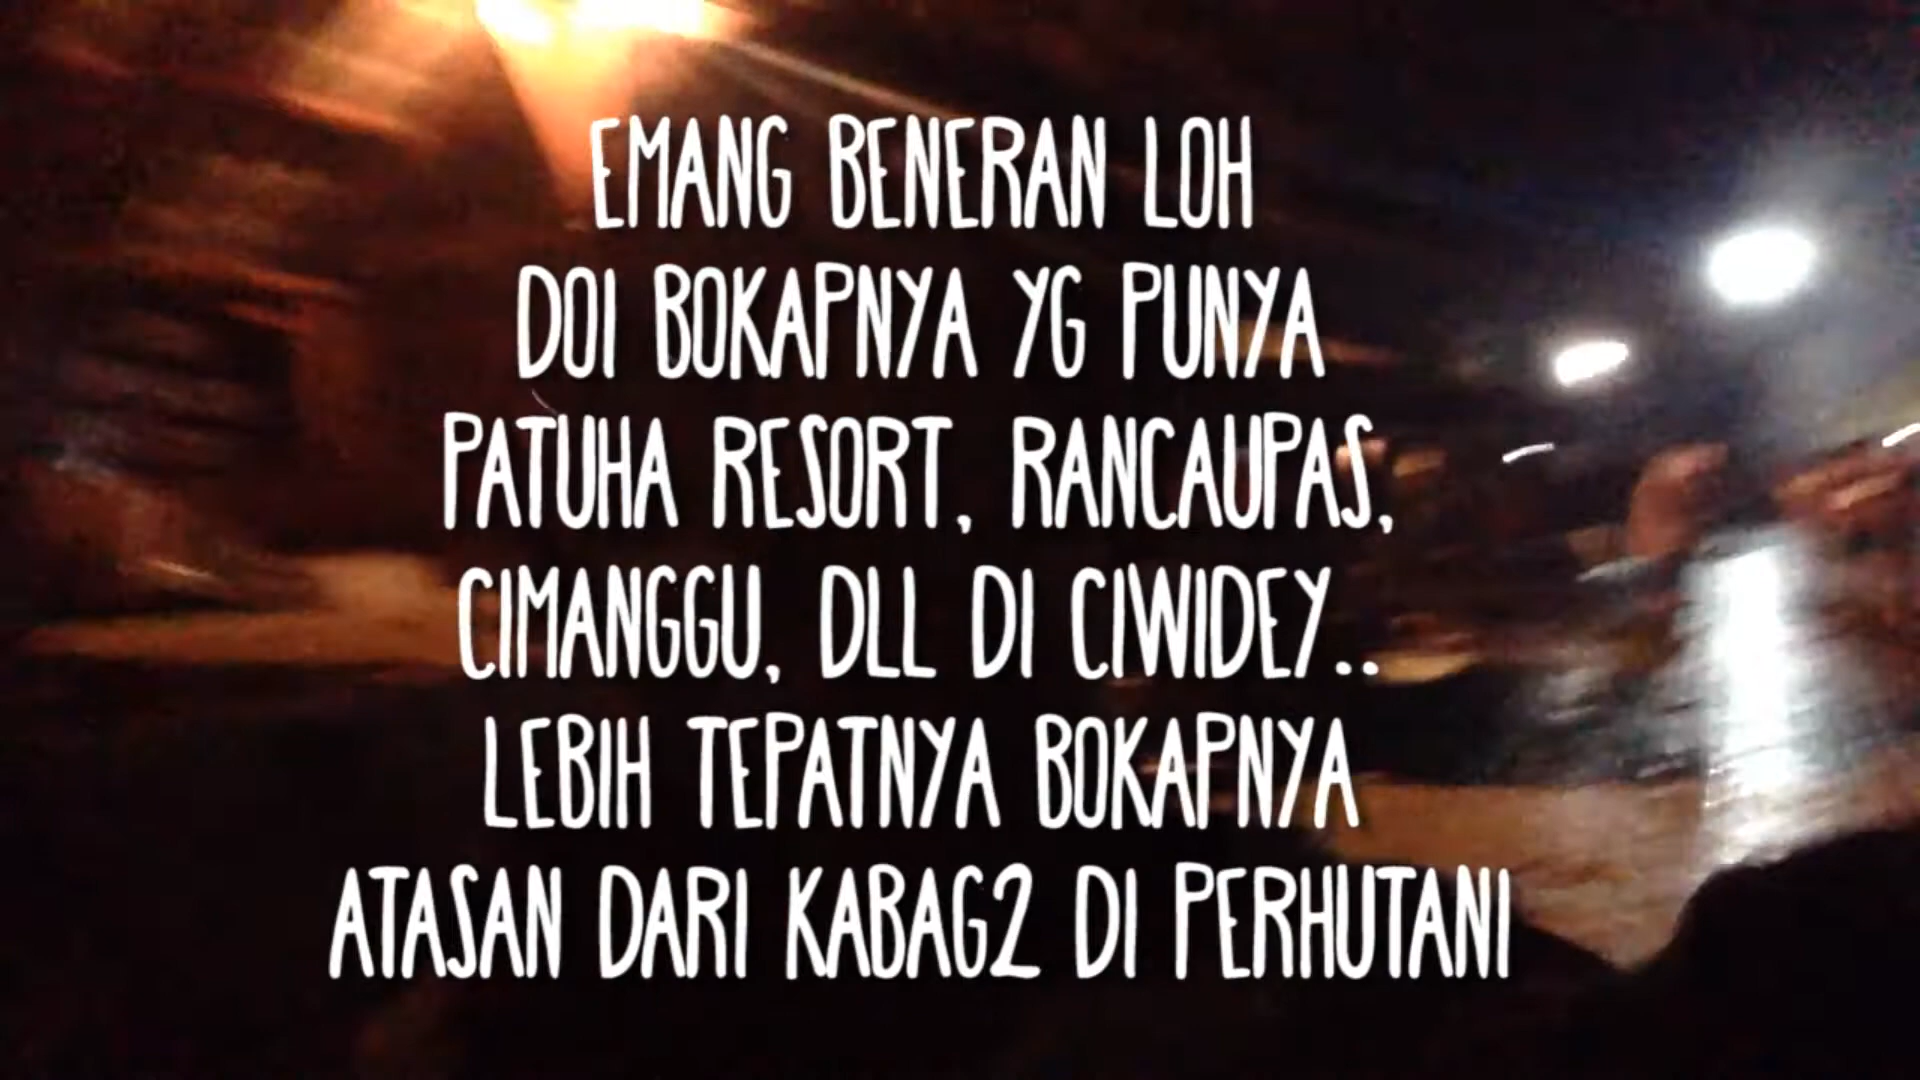 EMANG BENERAN LOH
DOI BOKAPNYA YG PUNYA
PATUHA RESORT, RANCAUPAS,
CIMANGGU, DLL DI CIWIDEY..
LEBIH TEPATNYA BOKAPNYA
ATASAN DARI KABAG2 DI PERHUTANI